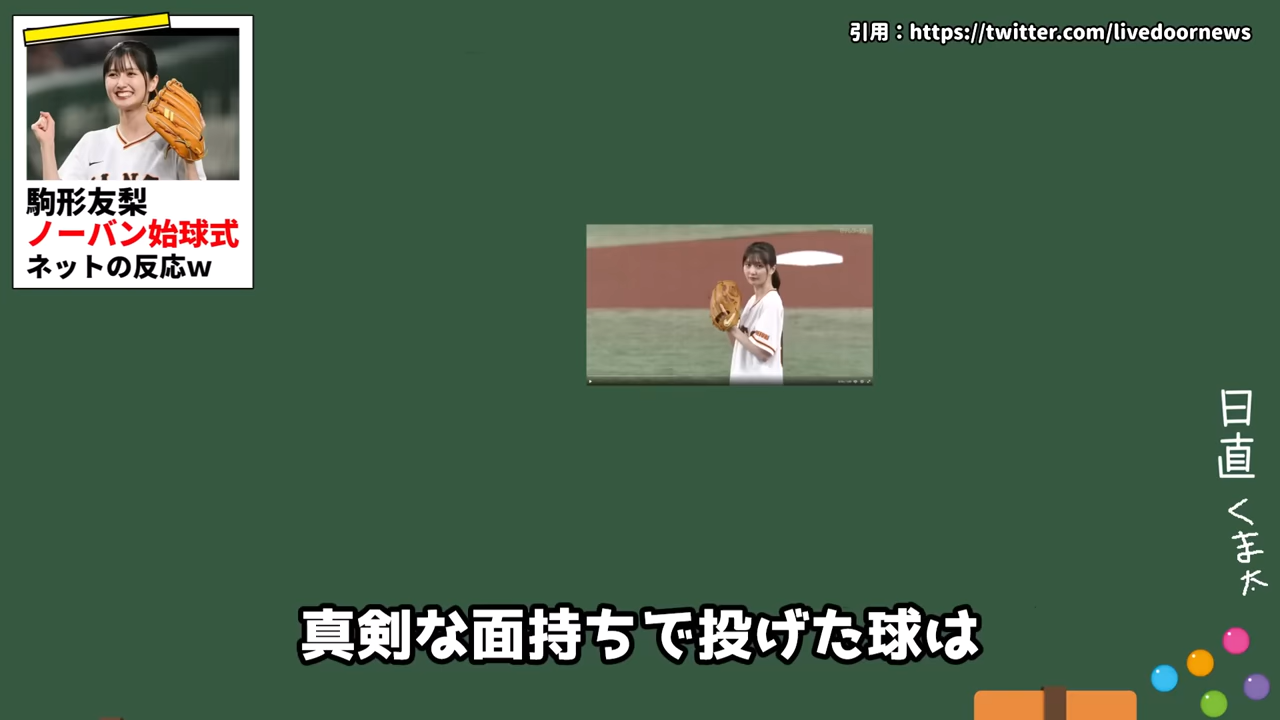 引用：https://twitter.com/livedoornews
駒形友梨
ノーバン始球式
ネットの反応w
日直
くま太
真剣な面持ちで投げた球は